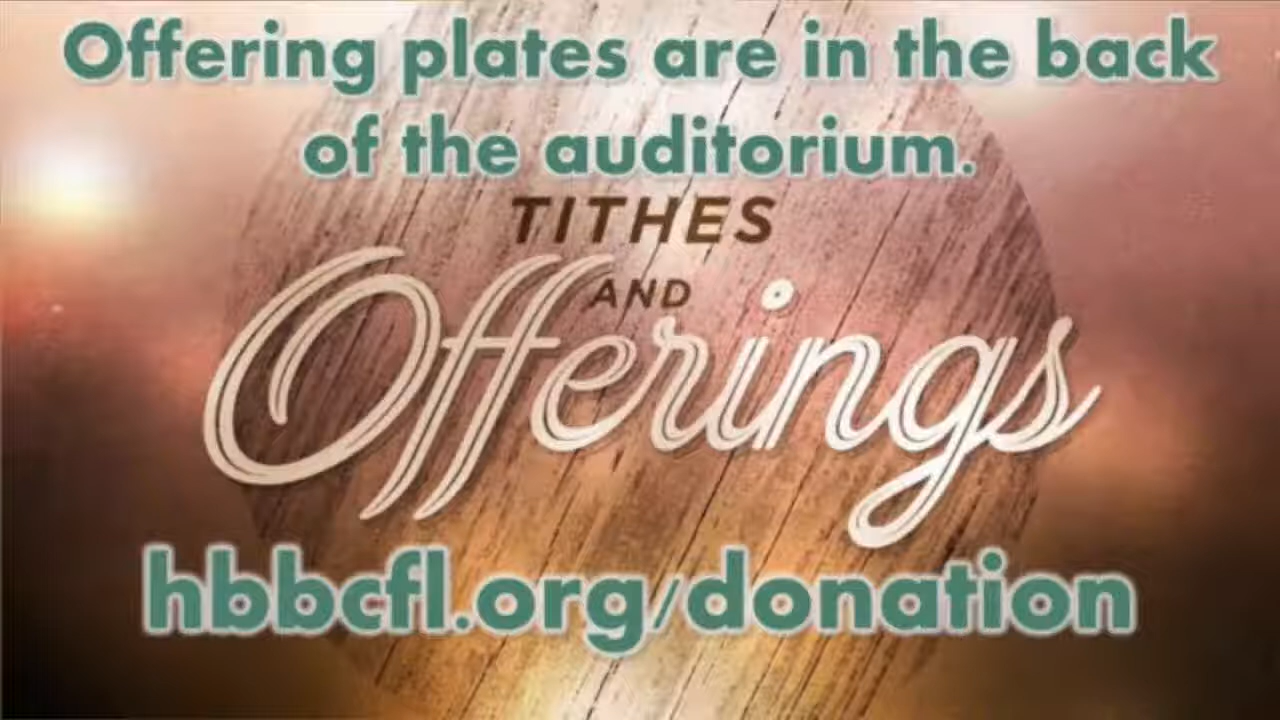 Offering plates are in the back
of the auditorium.
TITHES
AND
Offerings
hbbcfl.org/donation